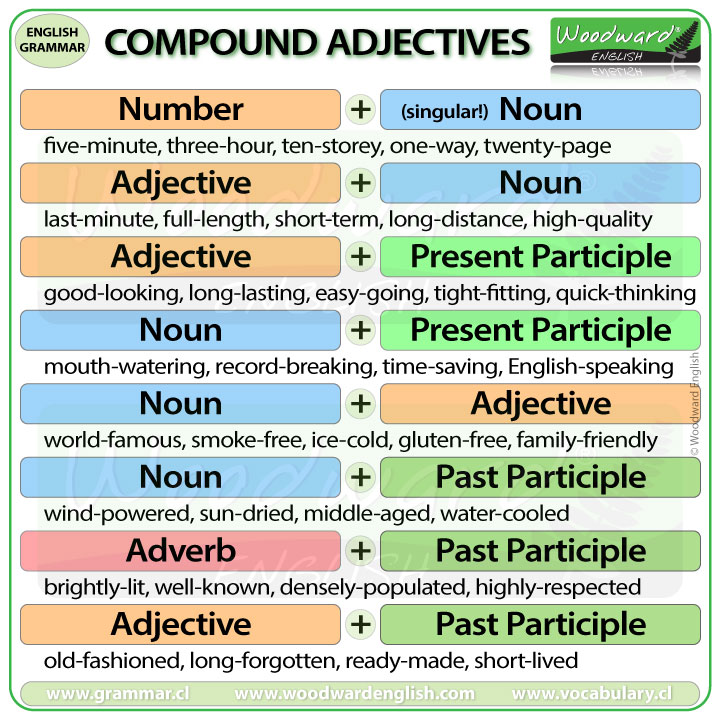 ENGLISH
GRAMMAR
COMPOUND ADJECTIVES
Woodward®
ENGLISH
Number + (singular!) Noun
five-minute, three-hour, ten-storey, one-way, twenty-page
Adjective + Noun
last-minute, full-length, short-term, long-distance, high-quality
Adjective + Present Participle
good-looking, long-lasting, easy-going, tight-fitting, quick-thinking
Noun + Present Participle
mouth-watering, record-breaking, time-saving, English-speaking
Noun + Adjective
world-famous, smoke-free, ice-cold, gluten-free, family-friendly
Noun + Past Participle
wind-powered, sun-dried, middle-aged, water-cooled
Adverb + Past Participle
brightly-lit, well-known, densely-populated, highly-respected
Adjective + Past Participle
old-fashioned, long-forgotten, ready-made, short-lived
© Woodward English
www.grammar.cl www.woodwardenglish.com www.vocabulary.cl